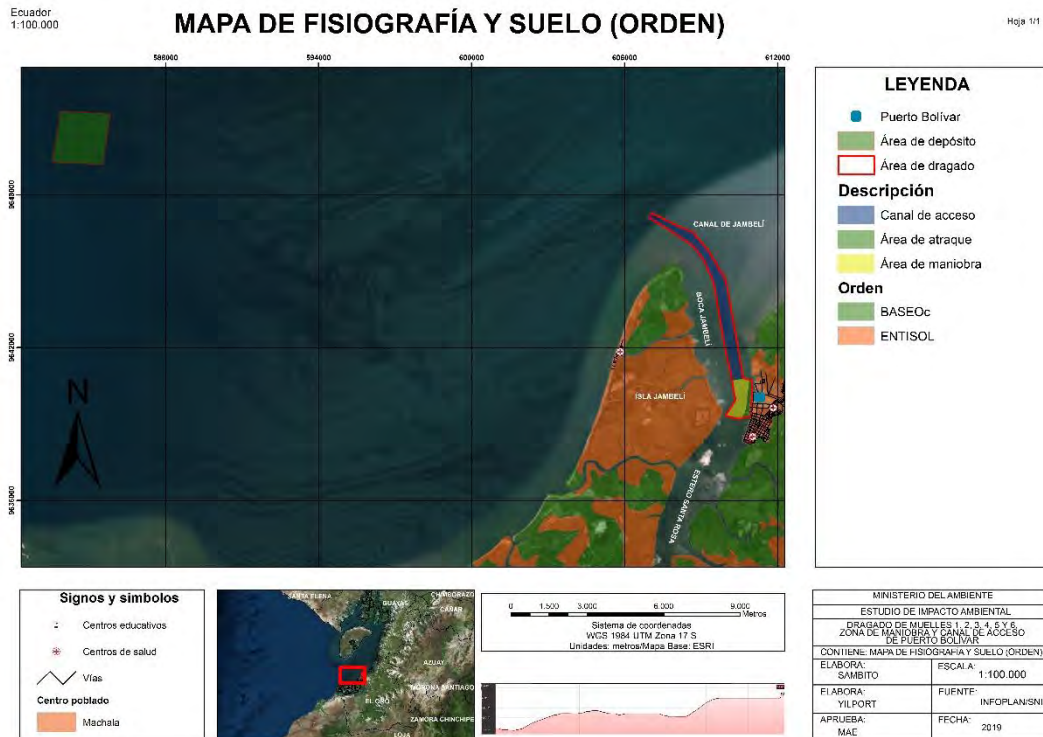 Ecuador
1:100.000
MAPA DE FISIOGRAFÍA Y SUELO (ORDEN)
Hoja 1/1
588000
594000
600000
606000
612000
9648000
9642000
9636000
CANAL DE JAMBELÍ
BOCA JAMBELÍ
ISLA JAMBELÍ
ESTERO SANTA ROSA
N
LEYENDA
Puerto Bolívar
Área de depósito
Área de dragado
Descripción
Canal de acceso
Área de atraque
Área de maniobra
Orden
BASEOc
ENTISOL
Signos y simbolos
Centros educativos
Centros de salud
Vías
Centro poblado
Machala
SANTA ELENA
GUAYAS
CHIMBORAZO
CAÑAR
AZUAY
MORONA SANTIAGO
EL ORO
ZAMORA CHINCHIPE
LOJA
0 1.500 3.000 6.000 9.000
Metros
Sistema de coordenadas
WGS 1984 UTM Zona 17 S
Unidades: metros/Mapa Base: ESRI
MINISTERIO DEL AMBIENTE
ESTUDIO DE IMPACTO AMBIENTAL
DRAGADO DE MUELLES 1, 2, 3, 4, 5 Y 6,
ZONA DE MANIOBRA Y CANAL DE ACCESO
DE PUERTO BOLÍVAR
CONTIENE: MAPA DE FISIOGRAFÍA Y SUELO (ORDEN)
ELABORA:
SAMBITO
ESCALA:
1:100.000
ELABORA:
YILPORT
FUENTE:
INFOPLAN/SNI
APRUEBA:
MAE
FECHA:
2019